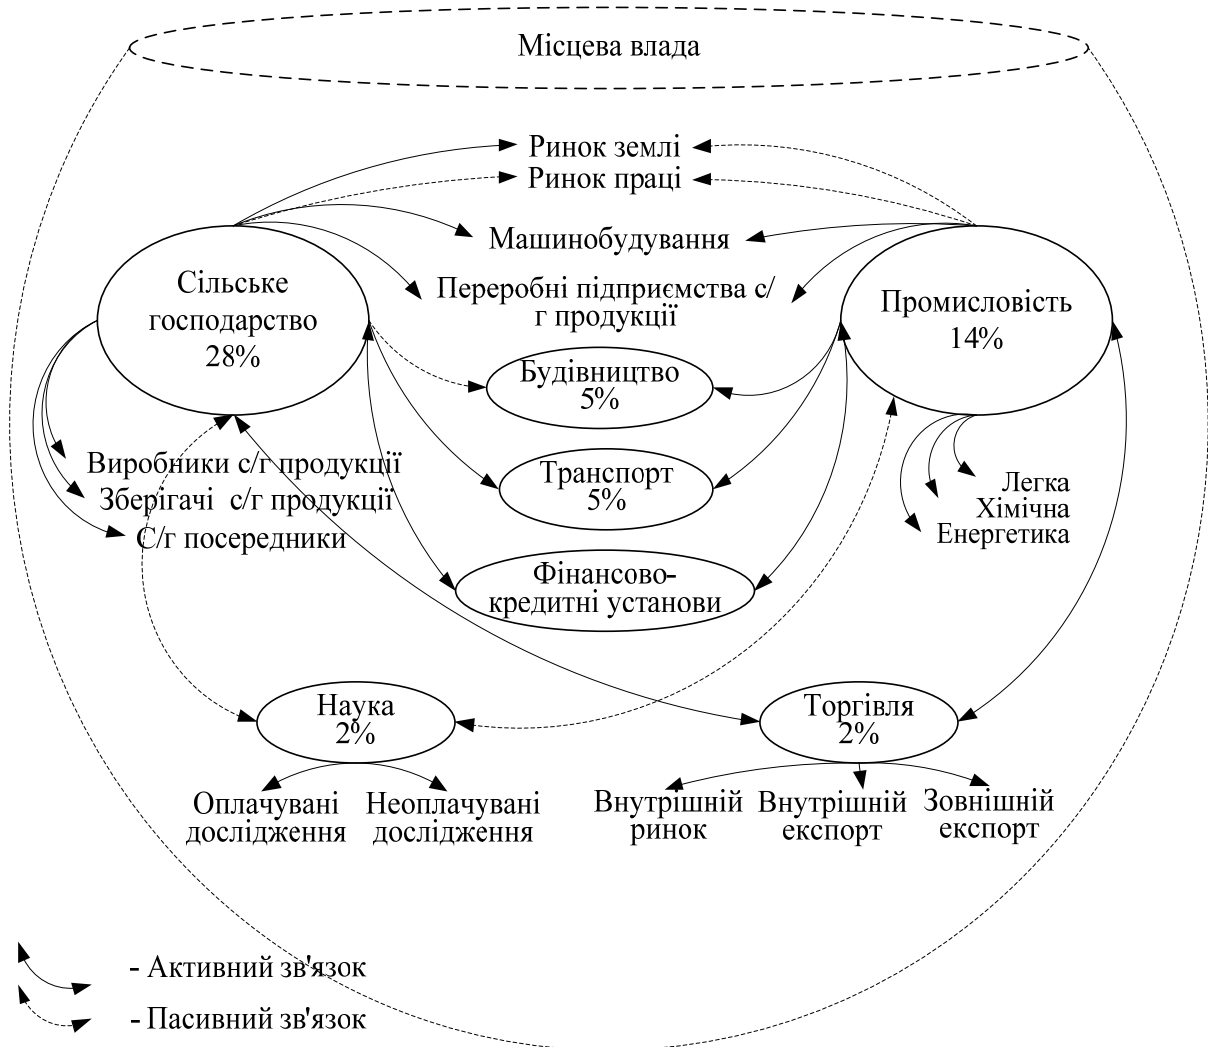 Місцева влада
Ринок землі
Ринок праці
Машинобудування
Переробні підприємства с/
г продукції
Сільське
господарство
28%
Промисловість
14%
Будівництво
5%
Транспорт
5%
Фінансово-
кредитні установи
Виробники с/г продукції
Зберігачі с/г продукції
С/г посередники
Легка
Хімічна
Енергетика
Наука
2%
Торгівля
2%
Оплачувані
дослідження
Неоплачувані
дослідження
Внутрішній
ринок
Внутрішній
експорт
Зовнішній
експорт
- Активний зв'язок
- Пасивний зв'язок